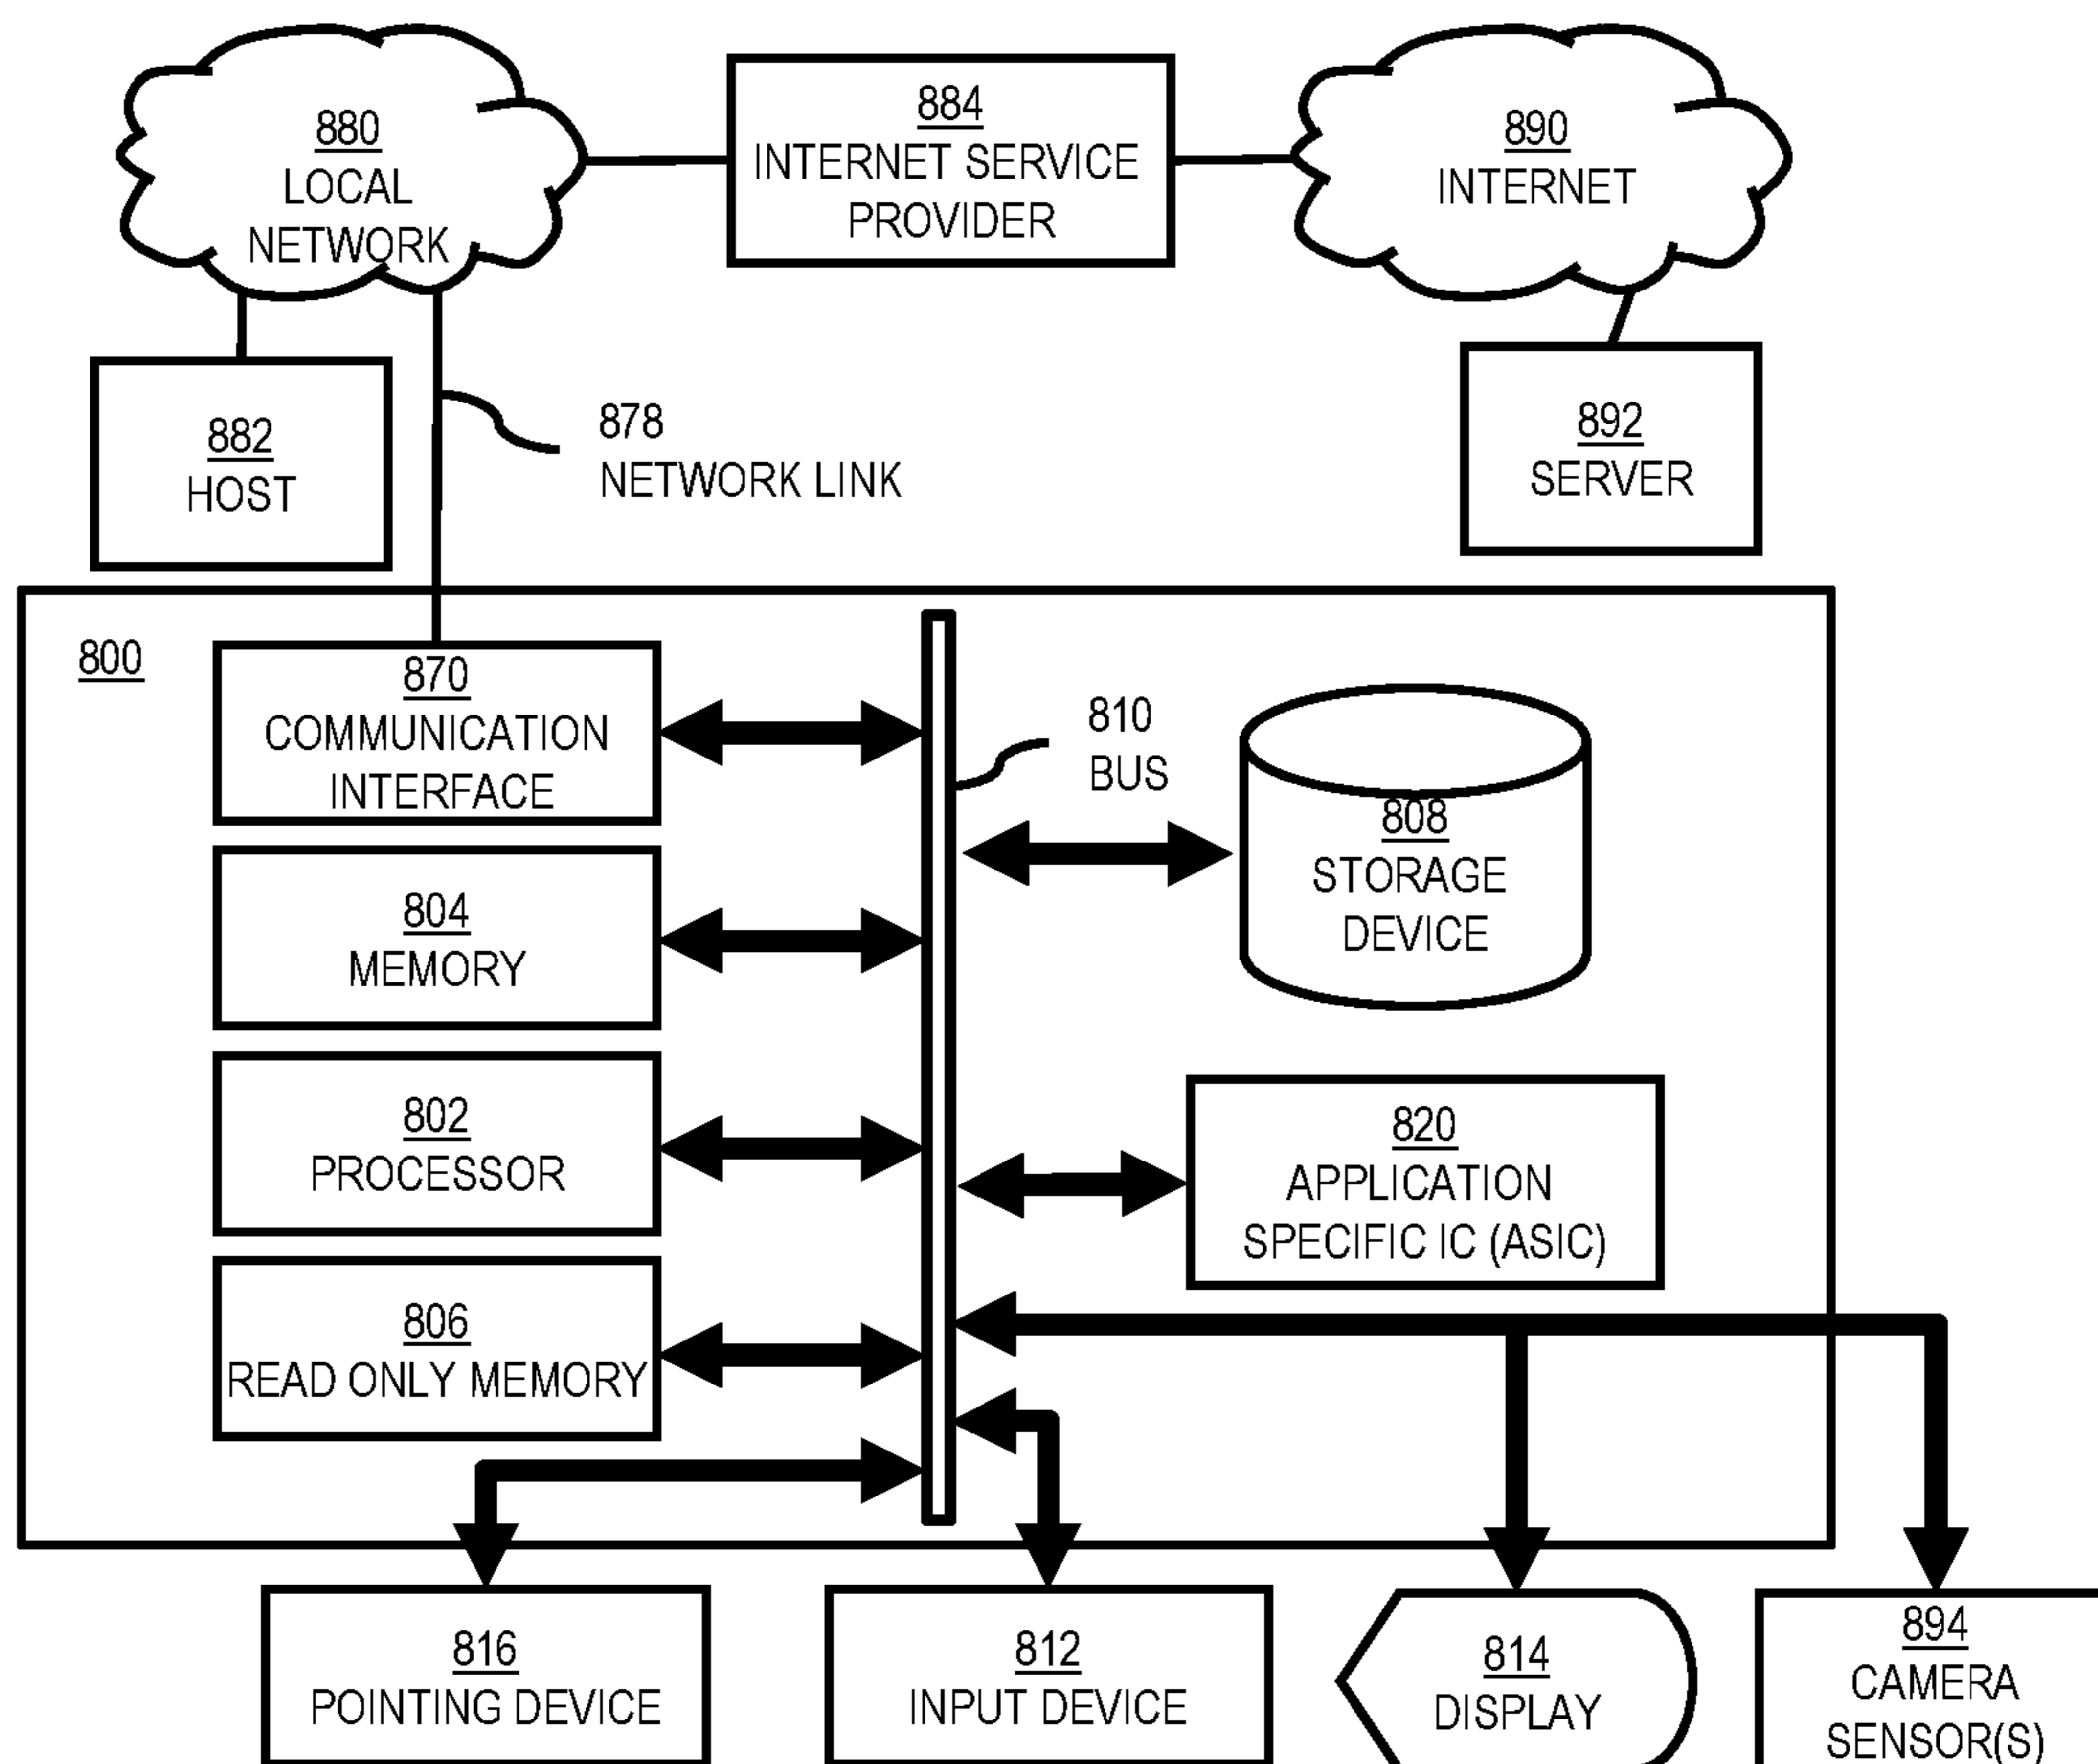 880
LOCAL
NETWORK
884
INTERNET SERVICE
PROVIDER
890
INTERNET
882
HOST
878
NETWORK LINK
892
SERVER
800
870
COMMUNICATION
INTERFACE
810
BUS
808
STORAGE
DEVICE
804
MEMORY
802
PROCESSOR
820
APPLICATION
SPECIFIC IC (ASIC)
806
READ ONLY MEMORY
816
POINTING DEVICE
812
INPUT DEVICE
814
DISPLAY
894
CAMERA
SENSOR(S)